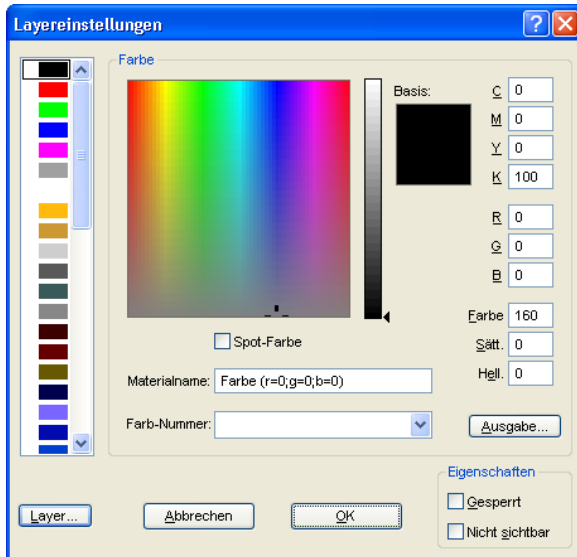 Layereinstellungen
Farbe
Basis:
C 0
M 0
Y 0
K 100
R 0
G 0
B 0
Farbe 160
Sätt. 0
Hell. 0
Spot-Farbe
Materialname: Farbe (r=0;g=0;b=0)
Farb-Nummer:
Ausgabe...
Eigenschaften
Gesperrt
Nicht sichtbar
Layer...
Abbrechen
OK